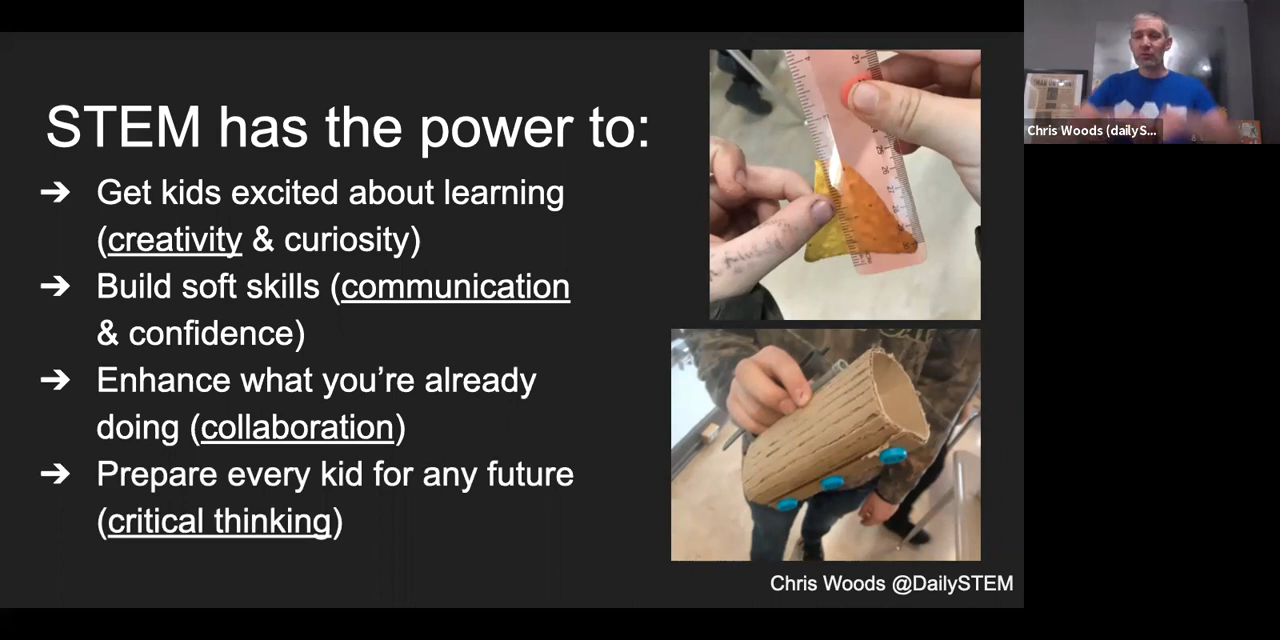 STEM has the power to:
➔ Get kids excited about learning
(creativity & curiosity)
➔ Build soft skills (communication
& confidence)
➔ Enhance what you’re already
doing (collaboration)
➔ Prepare every kid for any future
(critical thinking)
Chris Woods @DailySTEM
Chris Woods (dailyS...